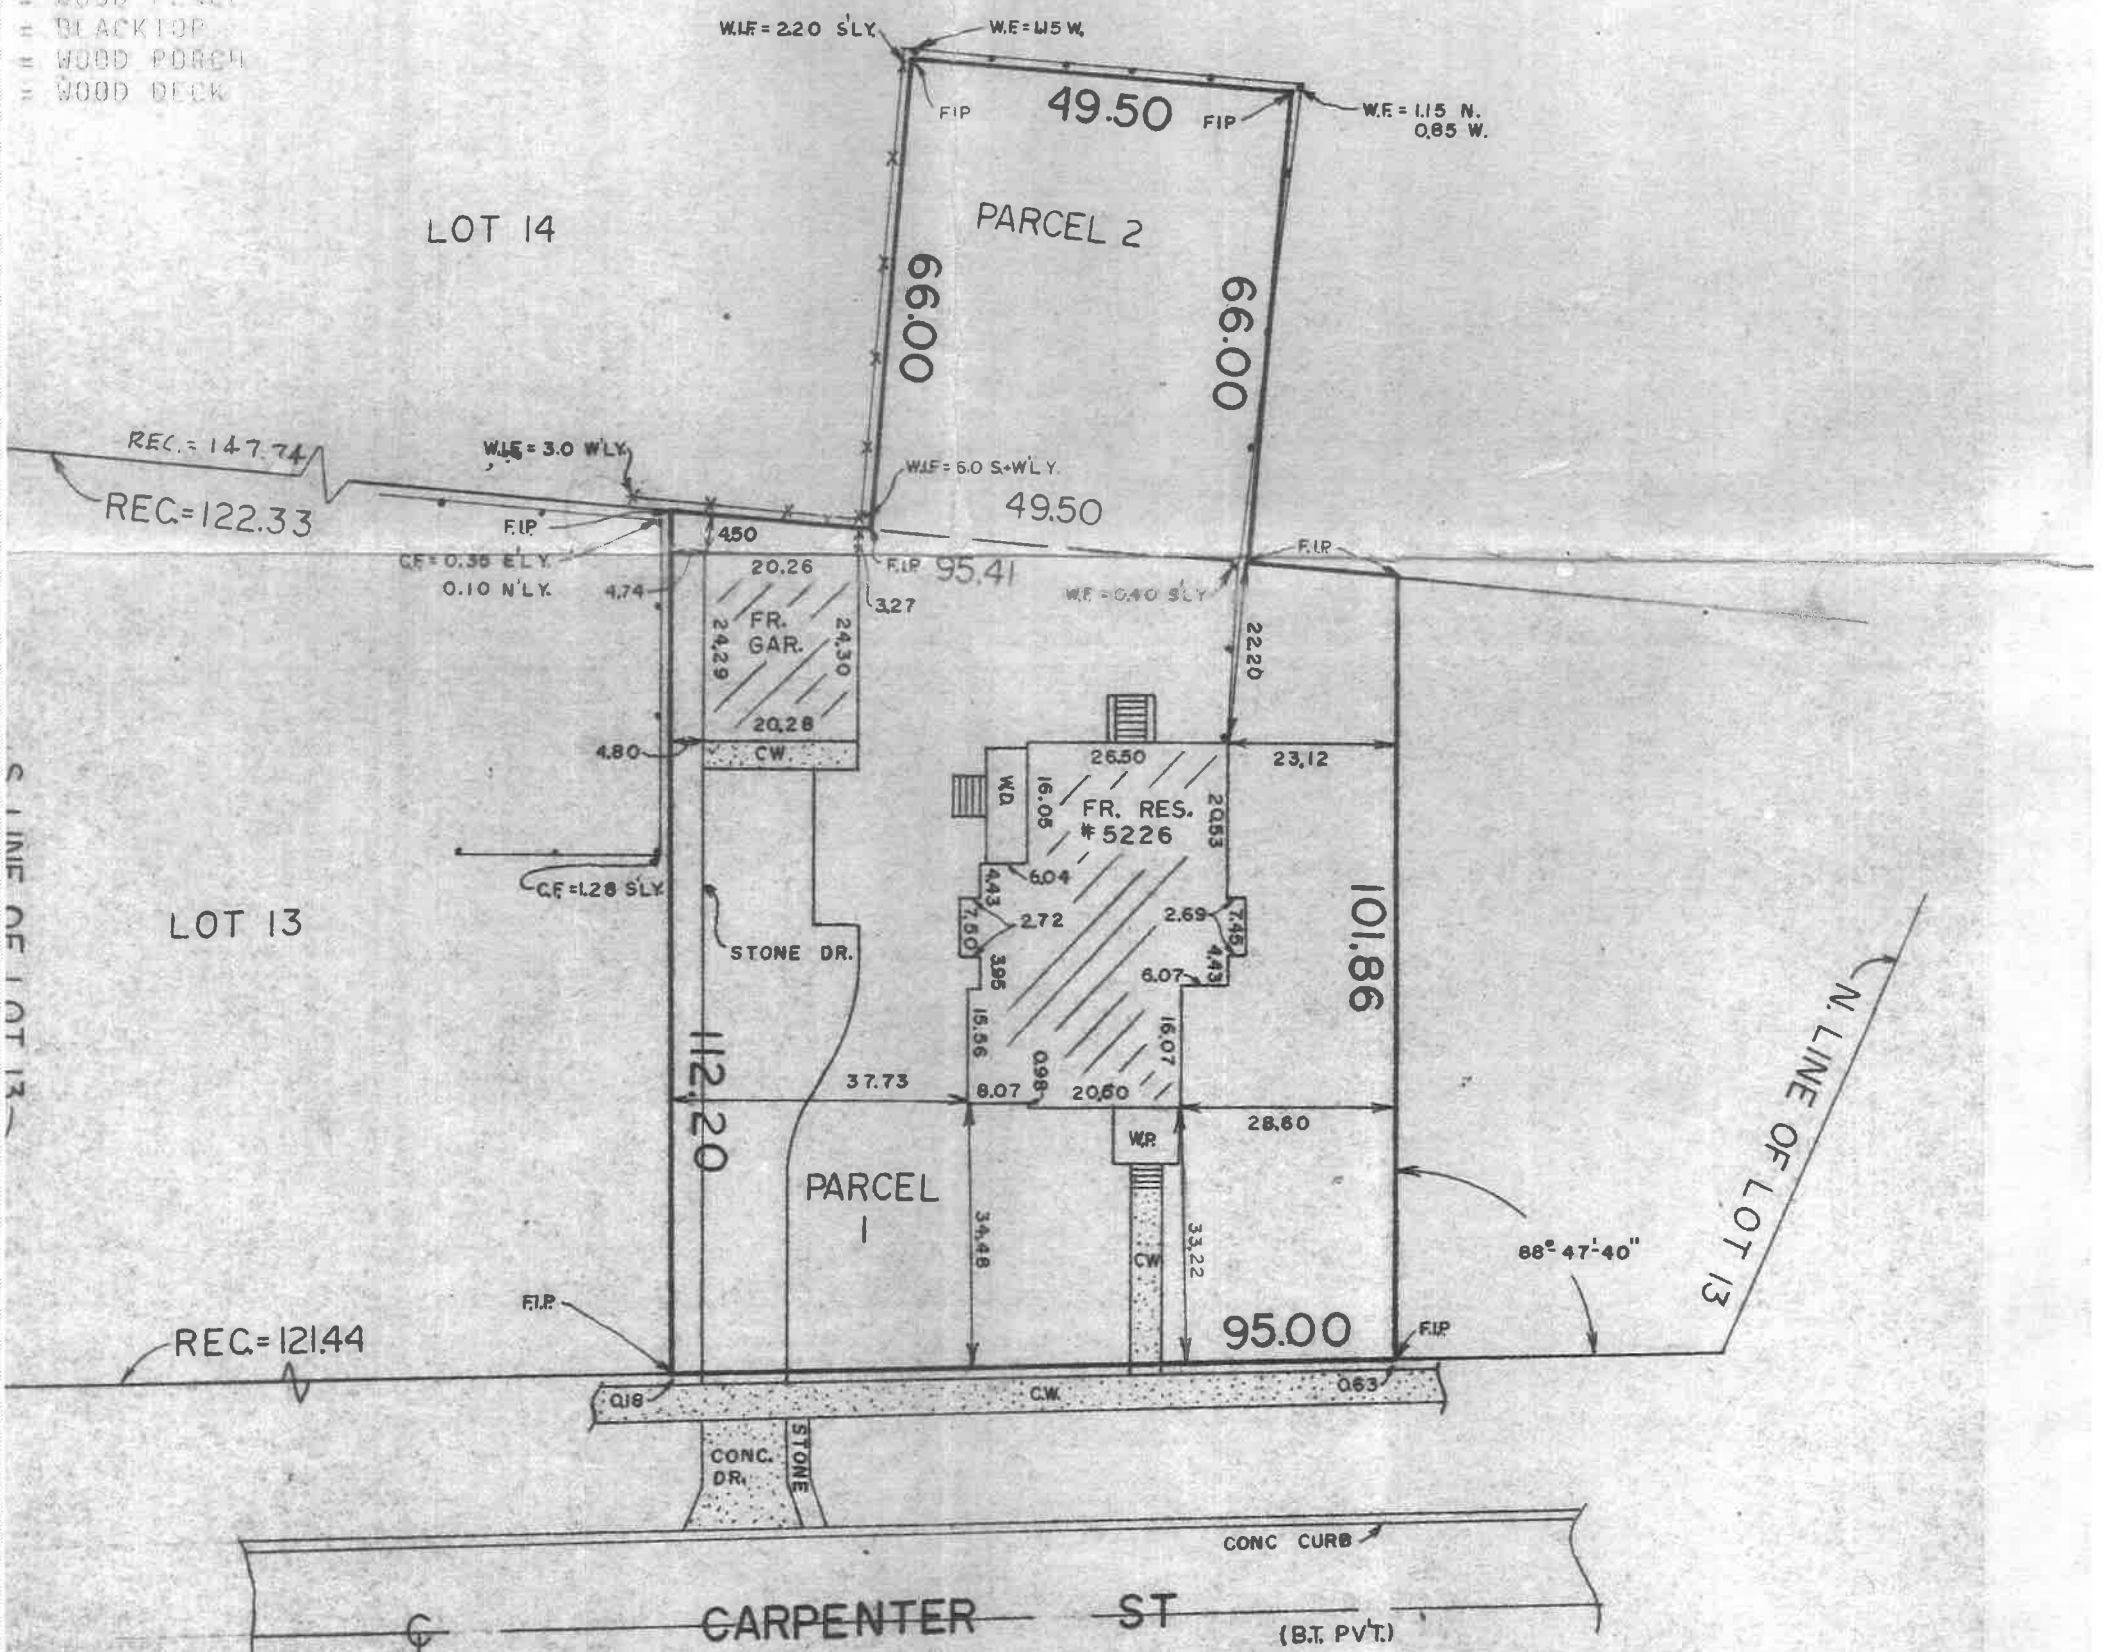 = BLACKTOP
= WOOD PORCH
= WOOD DECK
W.I.F. = 2.20 S'LY.
W.F. = 1.15 W.
F.I.P.
49.50
F.I.P.
W.F. = 1.15 N.
0.85 W.
LOT 14
PARCEL 2
66.00
66.00
REC. = 147.74
W.I.F. = 3.0 W'LY.
W.I.F = 6.0 S.+W'LY.
REC. = 122.33
49.50
F.I.P.
4.50
C.F. = 0.36 E'LY.
0.10 N'LY.
4.74
20.26
F.I.P.
95.41
F.I.P.
W.F. = 0.40 S'LY
3.27
FR.
GAR.
24.29
24.30
22.20
20.28
4.80
C.W.
26.50
23.12
W.D.
16.05
FR. RES.
# 5226
20.53
6.04
4.43
C.F. = 1.28 S'LY.
7.50
2.72
2.69
7.45
101.86
LOT 13
STONE DR.
3.95
6.07
4.43
N. LINE OF LOT 13
S. LINE OF LOT 13
15.56
16.07
112.20
37.73
8.07
0.98
20.60
28.60
W.P.
PARCEL
1
34.48
33.22
C.W.
88°-47'-40"
F.I.P.
95.00
F.I.P.
REC. = 121.44
0.18
C.W.
0.63
CONC.
DR.
STONE
CONC CURB
℄ CARPENTER ST
(B.T. PV'T.)